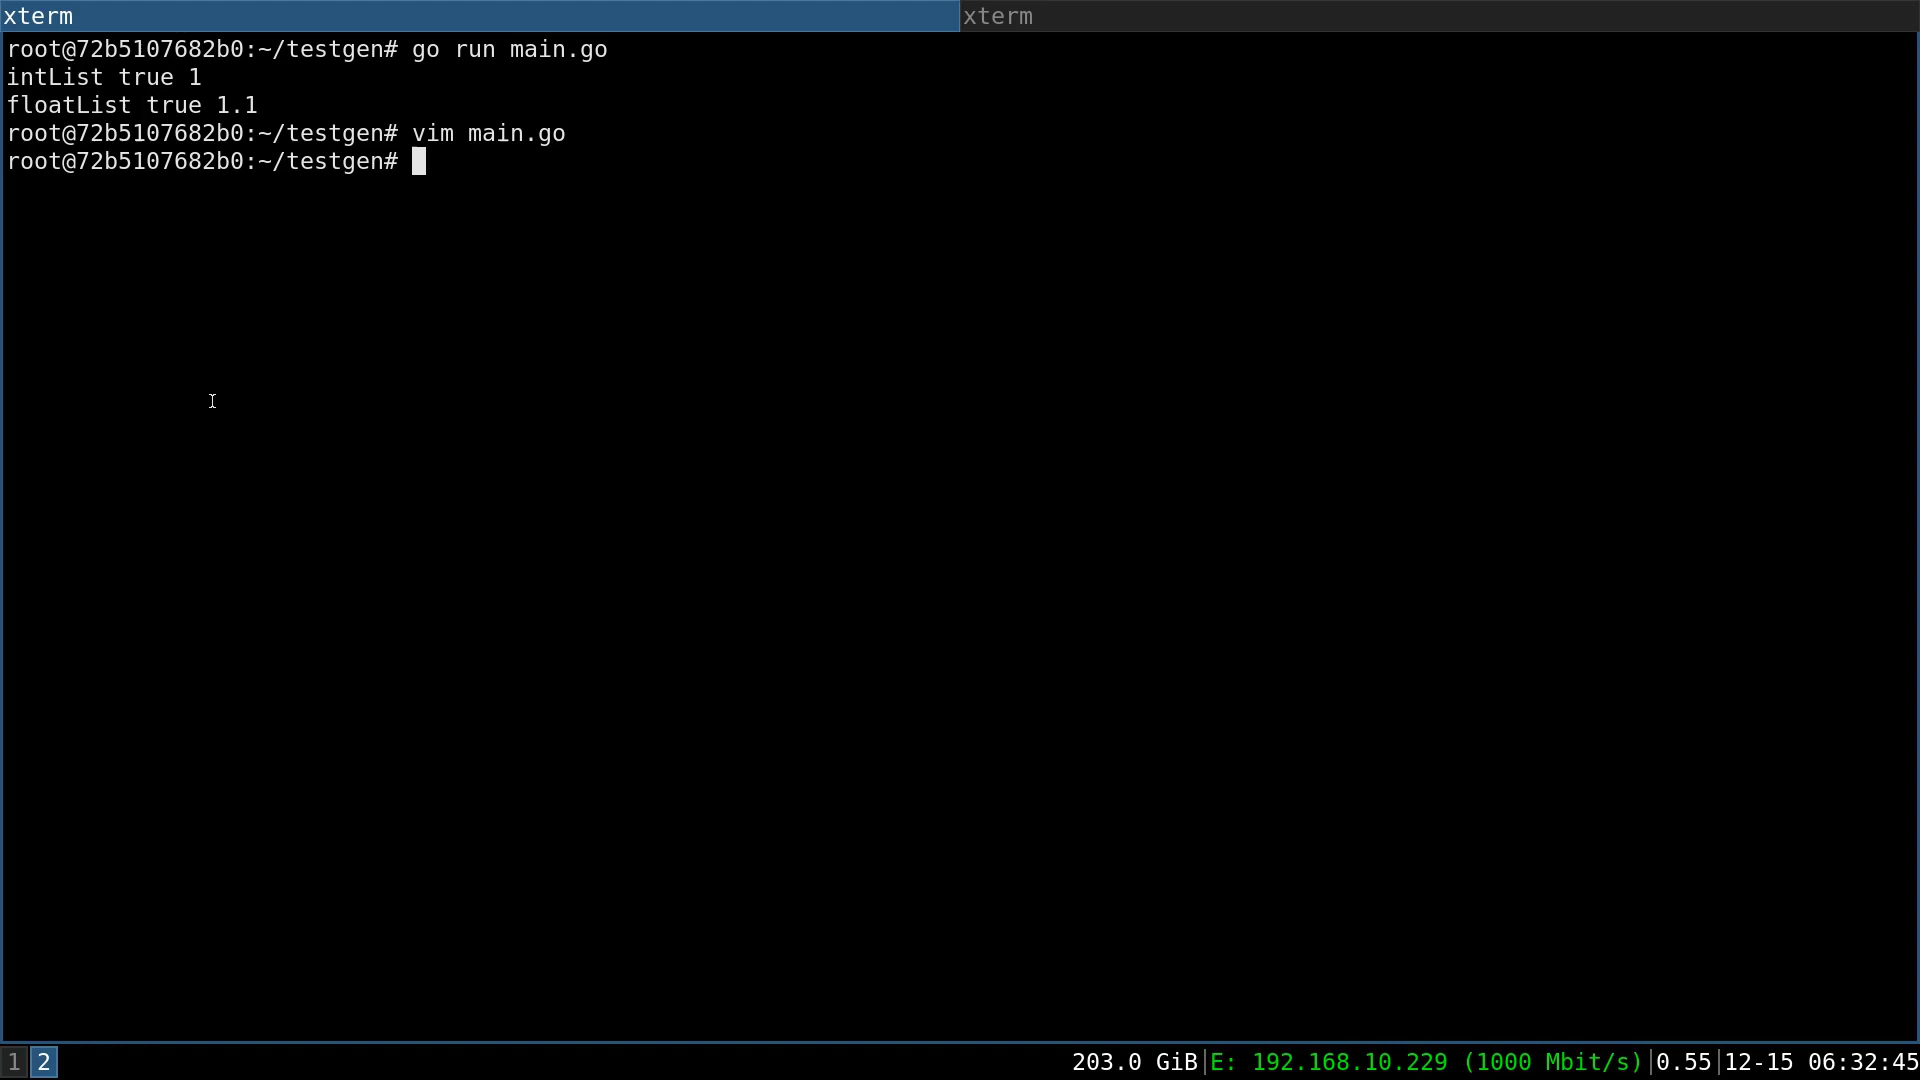 xterm
xterm
root@72b5107682b0:~/testgen# go run main.go
intList true 1
floatList true 1.1
root@72b5107682b0:~/testgen# vim main.go
root@72b5107682b0:~/testgen#
1 2
203.0 GiB|E: 192.168.10.229 (1000 Mbit/s)|0.55|12-15 06:32:45